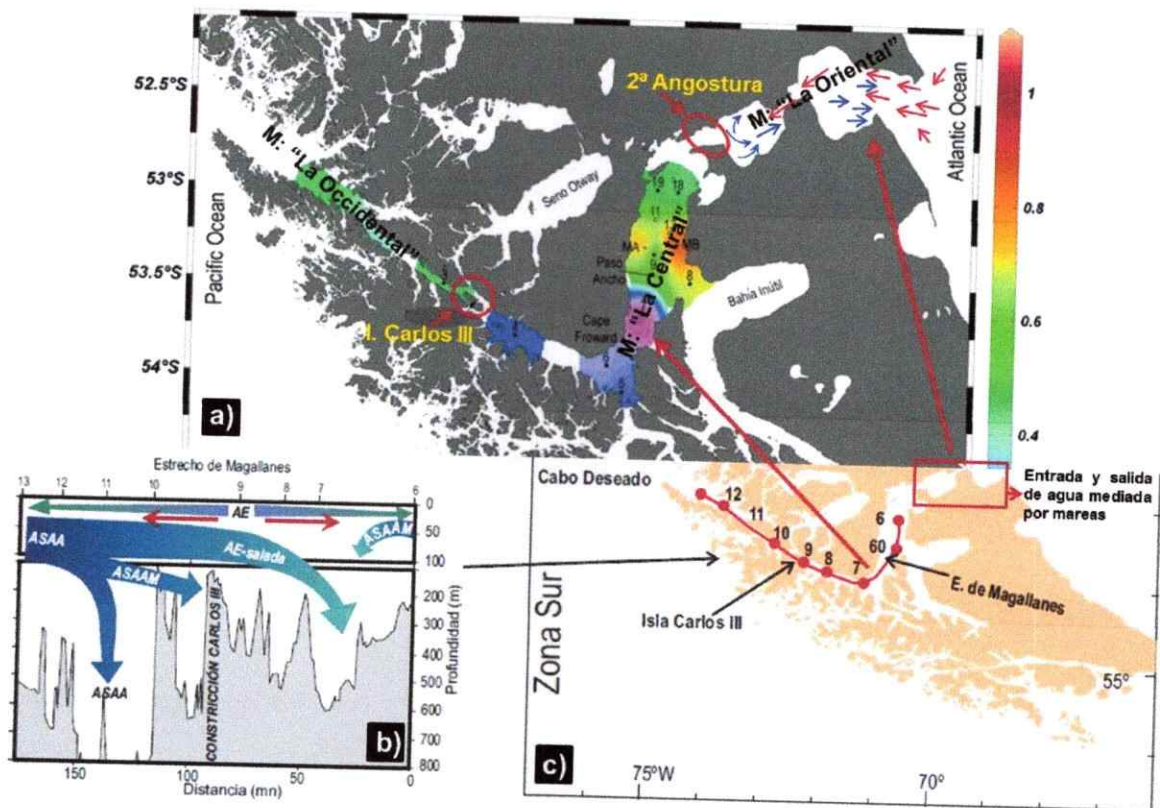 52.5°S
53°S
53.5°S
54°S
Pacific Ocean
Atlantic Ocean
M: “La Occidental”
M: “La Central”
M: “La Oriental”
2ª Angostura
I. Carlos III
Seno Otway
Bahía Inútil
19
18
11
MA
MB
Paso
Ancho
Cape
Froward
1
0.8
0.6
0.4
a)
Estrecho de Magallanes
13 12 11 10 9 8 7 6
AE
ASAA
ASAAM
AE-salada
ASAAM
ASAA
CONSTRICCIÓN CARLOS III
0
50
100
200
300
400
500
600
700
800
Profundidad (m)
150 100 50 0
Distancia (mn)
b)
Cabo Deseado
12
11
10
9
8
7
6
60
Isla Carlos III
E. de Magallanes
Zona Sur
Entrada y salida
de agua mediada
por mareas
55°
75°W
70°
c)